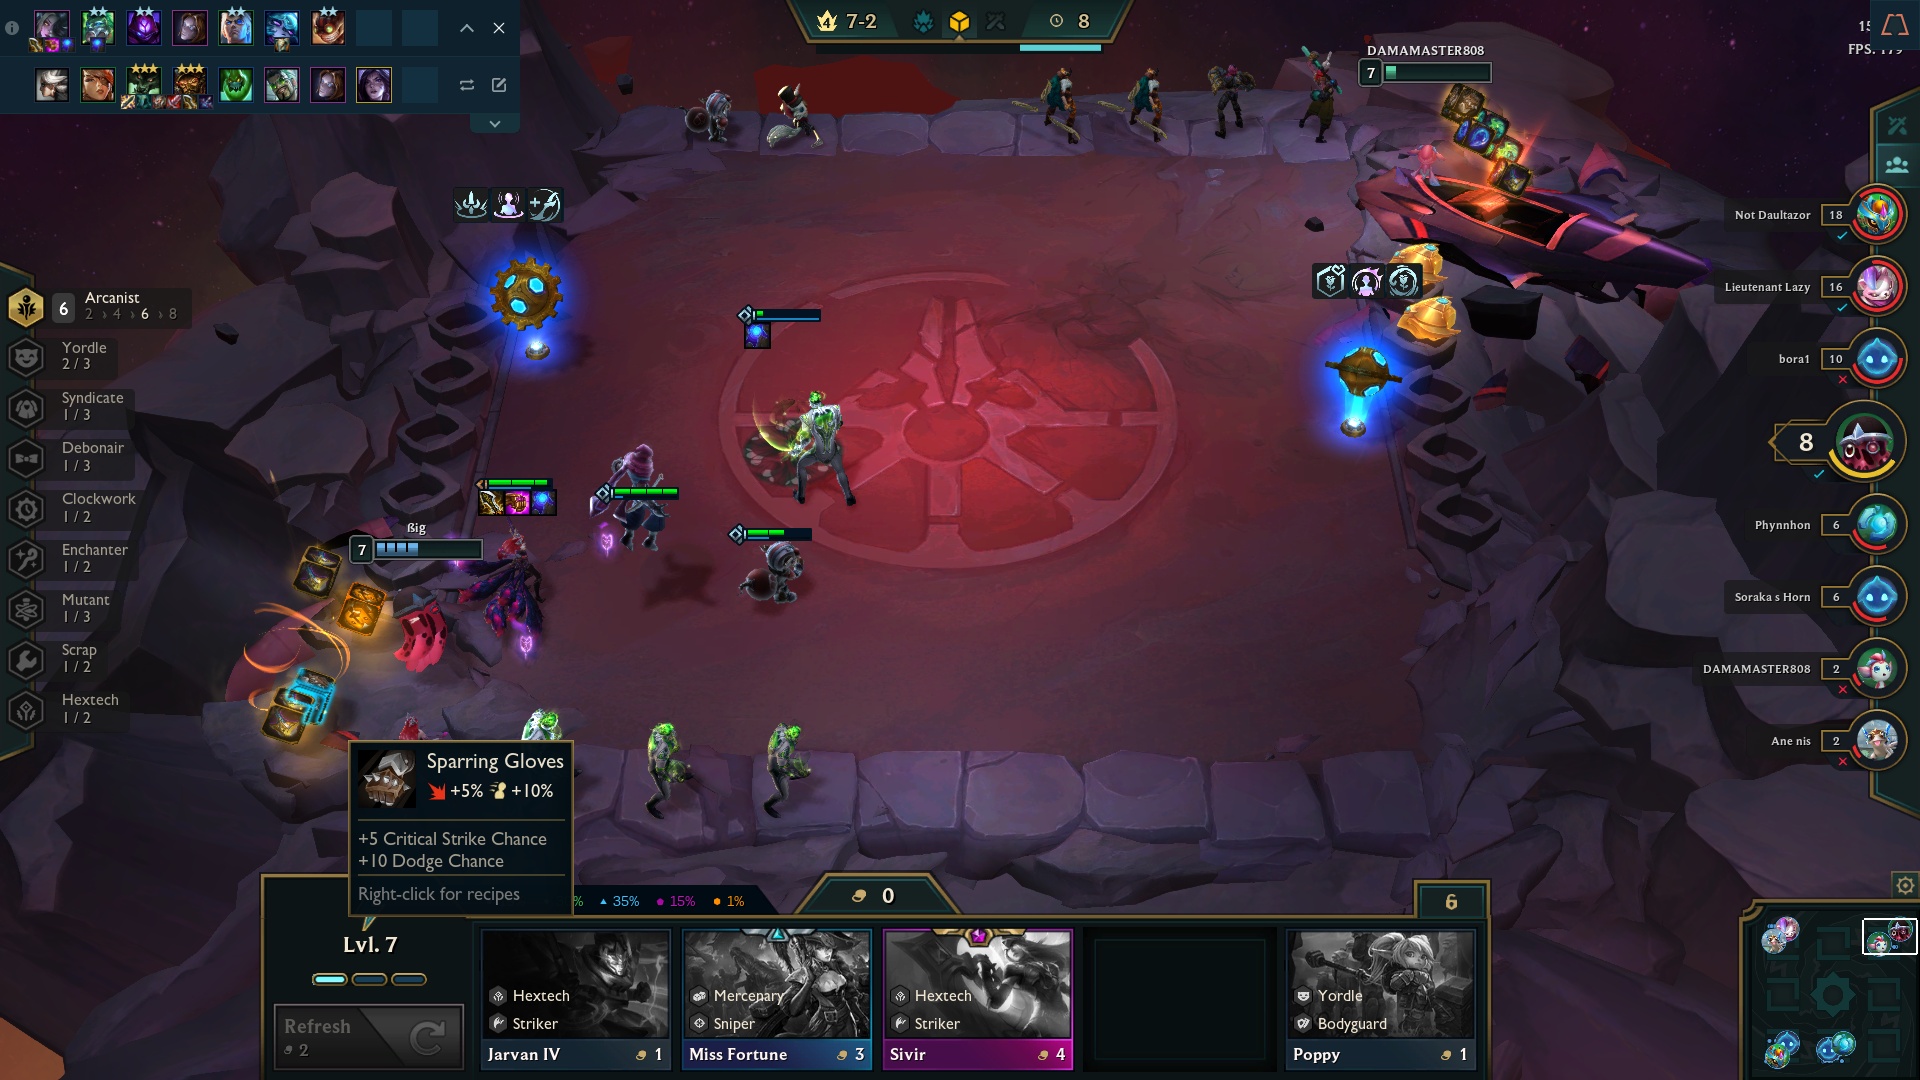 4
7-2
8
15
FPS: 179
DAMAMASTER808
7
Not Daultazor
18
Lieutenant Lazy
16
bora1
10
8
Phynnhon
6
Soraka s Horn
6
DAMAMASTER808
2
Ane nis
2
6
Arcanist
2 › 4 › 6 › 8
Yordle
2 / 3
Syndicate
1 / 3
Debonair
1 / 3
Clockwork
1 / 2
Enchanter
1 / 2
Mutant
1 / 3
Scrap
1 / 2
Hextech
1 / 2
ßig
7
Sparring Gloves
+5% +10%
+5 Critical Strike Chance
+10 Dodge Chance
Right-click for recipes
% 35% 15% 1%
0
6
Lvl. 7
Refresh
2
Hextech
Striker
Jarvan IV 1
Mercenary
Sniper
Miss Fortune 3
Hextech
Striker
Sivir 4
Yordle
Bodyguard
Poppy 1